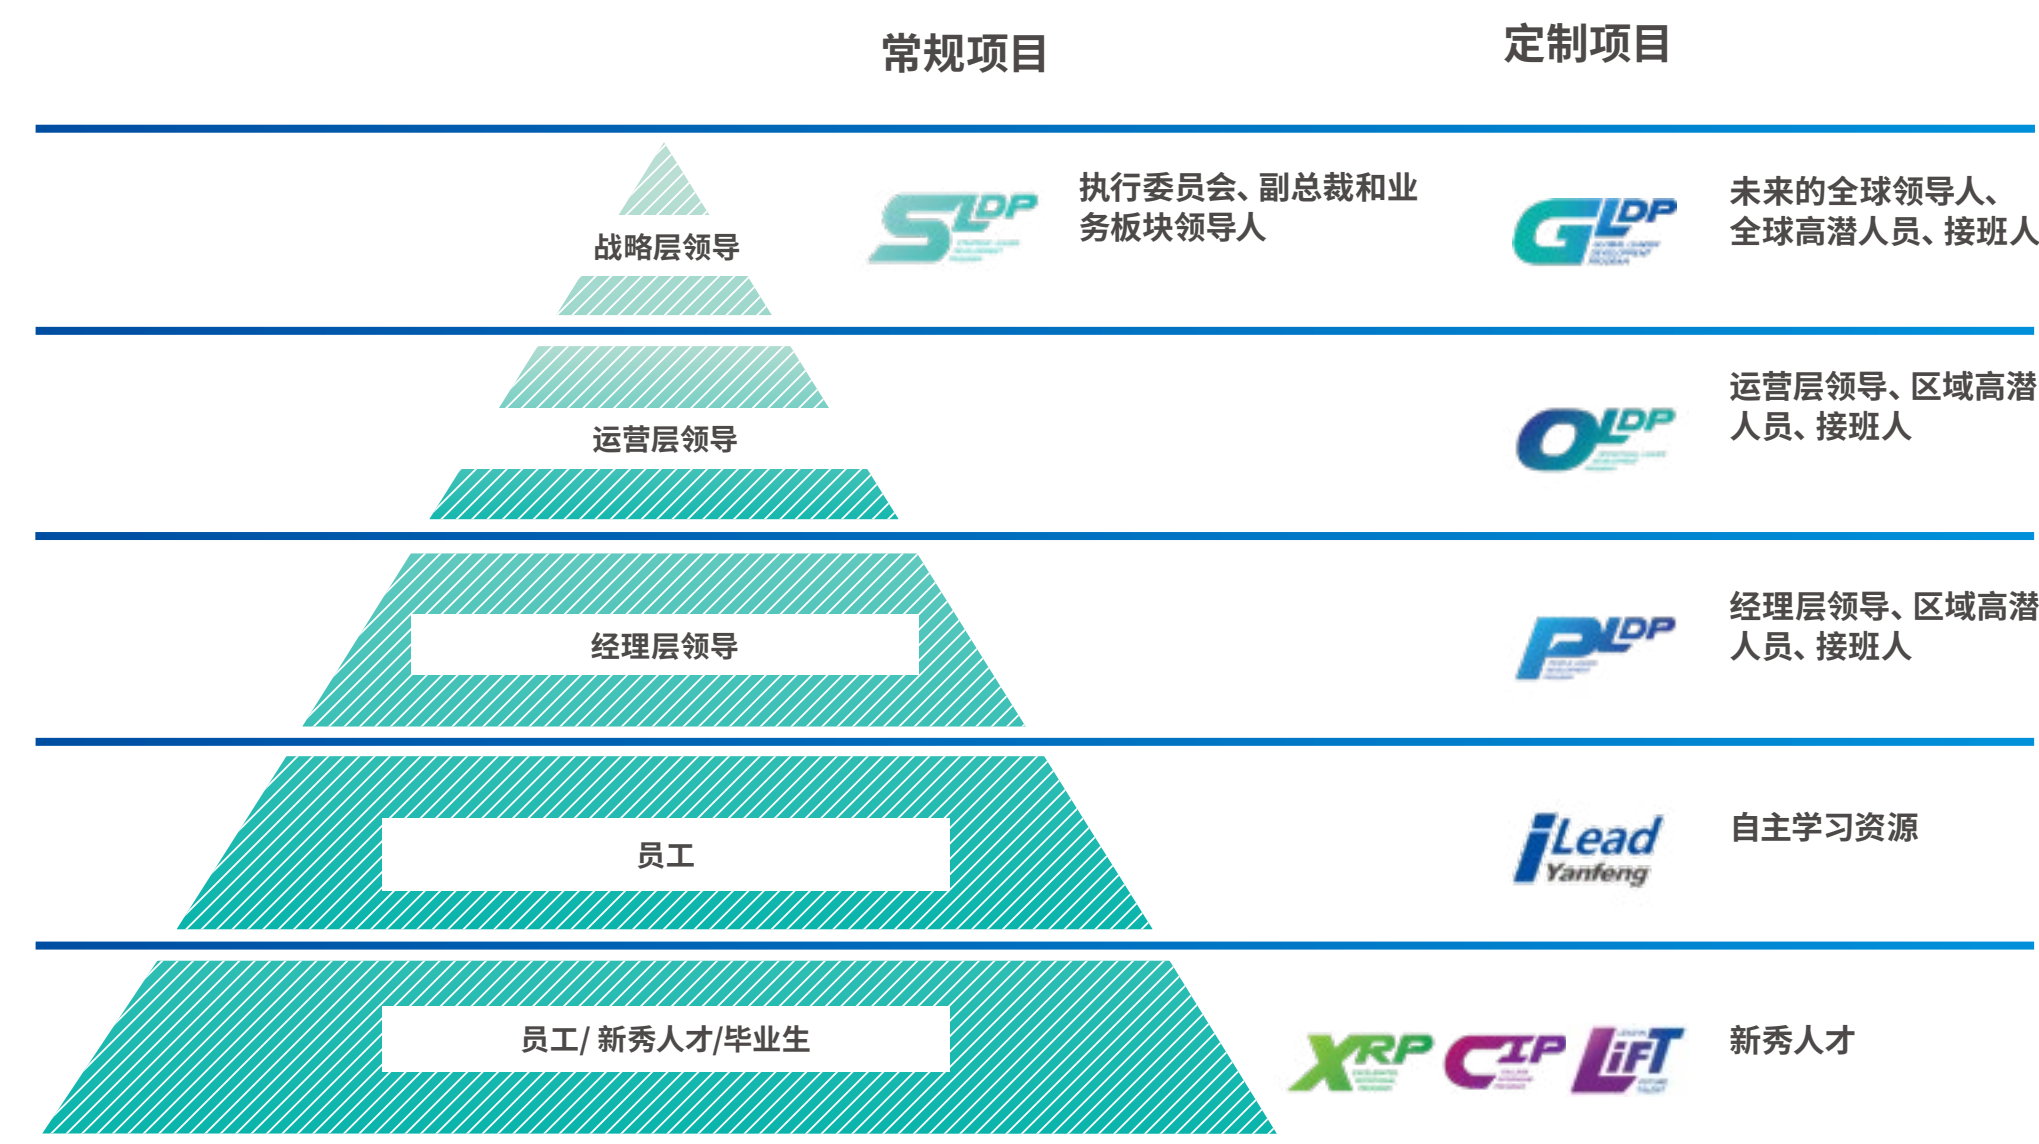 常规项目
定制项目
战略层领导
SLDP
执行委员会、副总裁和业
务板块领导人
GLDP
未来的全球领导人、
全球高潜人员、接班人
运营层领导
OLDP
运营层领导、区域高潜
人员、接班人
经理层领导
PLDP
经理层领导、区域高潜
人员、接班人
员工
iLead
Yanfeng
自主学习资源
员工/ 新秀人才/毕业生
XRP
CIP
LiFT
新秀人才